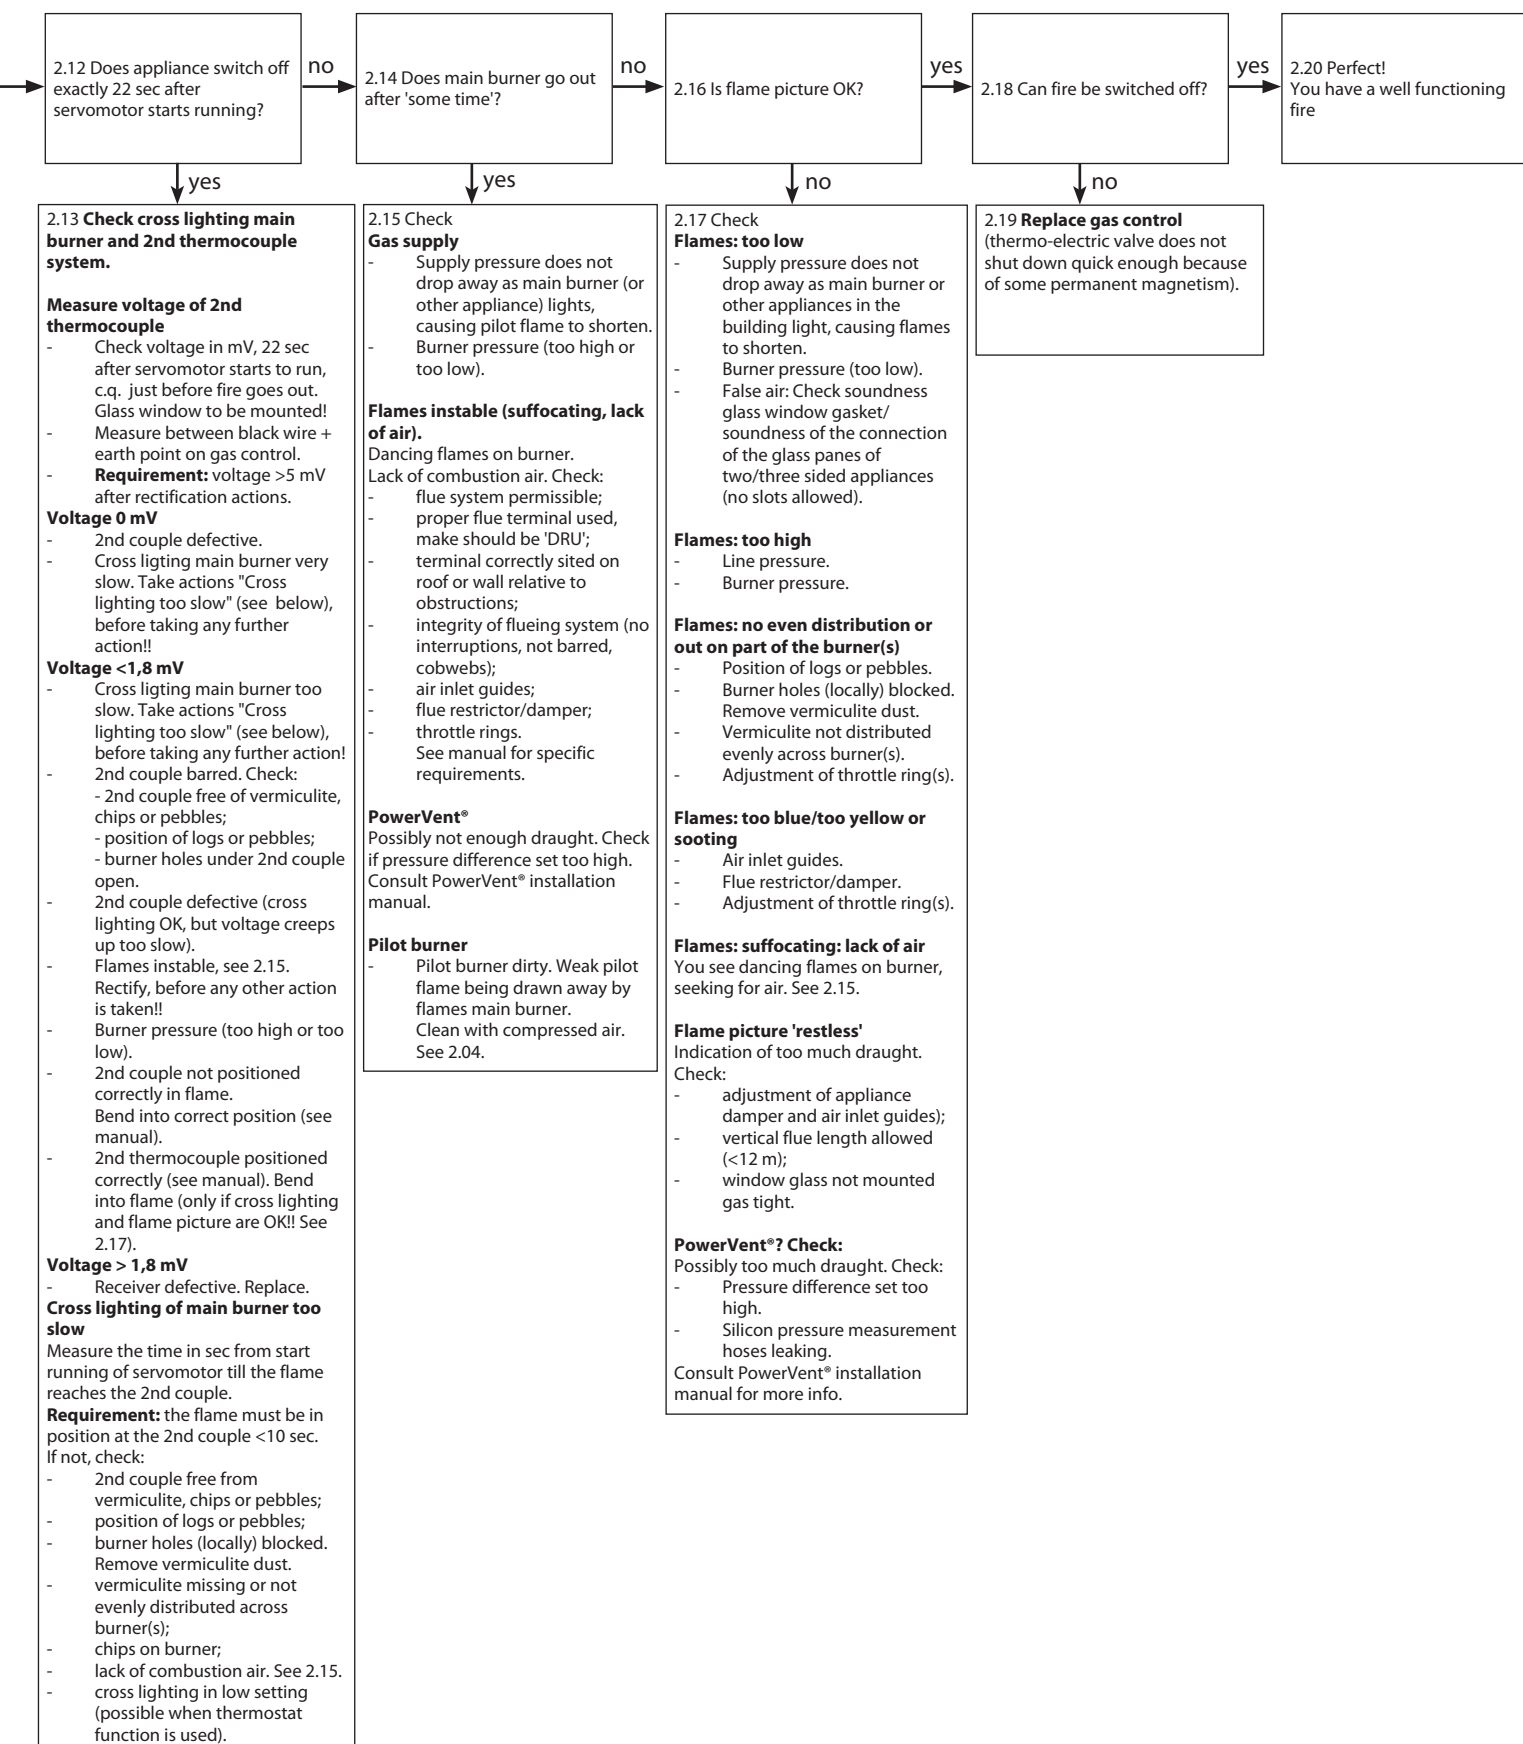 2.12 Does appliance switch off
exactly 22 sec after
servomotor starts running?
no
2.14 Does main burner go out
after 'some time'?
no
2.16 Is flame picture OK?
yes
2.18 Can fire be switched off?
yes
2.20 Perfect!
You have a well functioning
fire
yes
yes
no
no
2.13 Check cross lighting main
burner and 2nd thermocouple
system.
Measure voltage of 2nd
thermocouple
- Check voltage in mV, 22 sec
after servomotor starts to run,
c.q. just before fire goes out.
Glass window to be mounted!
- Measure between black wire +
earth point on gas control.
- Requirement: voltage >5 mV
after rectification actions.
Voltage 0 mV
- 2nd couple defective.
- Cross ligting main burner very
slow. Take actions "Cross
lighting too slow" (see below),
before taking any further
action!!
Voltage <1,8 mV
- Cross ligting main burner too
slow. Take actions "Cross
lighting too slow" (see below),
before taking any further action!
- 2nd couple barred. Check:
- 2nd couple free of vermiculite,
chips or pebbles;
- position of logs or pebbles;
- burner holes under 2nd couple
open.
- 2nd couple defective (cross
lighting OK, but voltage creeps
up too slow).
- Flames instable, see 2.15.
Rectify, before any other action
is taken!!
- Burner pressure (too high or too
low).
- 2nd couple not positioned
correctly in flame.
Bend into correct position (see
manual).
- 2nd thermocouple positioned
correctly (see manual). Bend
into flame (only if cross lighting
and flame picture are OK!! See
2.17).
Voltage > 1,8 mV
- Receiver defective. Replace.
Cross lighting of main burner too
slow
Measure the time in sec from start
running of servomotor till the flame
reaches the 2nd couple.
Requirement: the flame must be in
position at the 2nd couple <10 sec.
If not, check:
- 2nd couple free from
vermiculite, chips or pebbles;
- position of logs or pebbles;
- burner holes (locally) blocked.
Remove vermiculite dust.
- vermiculite missing or not
evenly distributed across
burner(s);
- chips on burner;
- lack of combustion air. See 2.15.
- cross lighting in low setting
(possible when thermostat
function is used).
2.15 Check
Gas supply
- Supply pressure does not
drop away as main burner (or
other appliance) lights,
causing pilot flame to shorten.
- Burner pressure (too high or
too low).
Flames instable (suffocating, lack
of air).
Dancing flames on burner.
Lack of combustion air. Check:
- flue system permissible;
- proper flue terminal used,
make should be 'DRU';
- terminal correctly sited on
roof or wall relative to
obstructions;
- integrity of flueing system (no
interruptions, not barred,
cobwebs);
- air inlet guides;
- flue restrictor/damper;
- throttle rings.
See manual for specific
requirements.
PowerVent®
Possibly not enough draught. Check
if pressure difference set too high.
Consult PowerVent® installation
manual.
Pilot burner
- Pilot burner dirty. Weak pilot
flame being drawn away by
flames main burner.
Clean with compressed air.
See 2.04.
2.17 Check
Flames: too low
- Supply pressure does not
drop away as main burner or
other appliances in the
building light, causing flames
to shorten.
- Burner pressure (too low).
- False air: Check soundness
glass window gasket/
soundness of the connection
of the glass panes of
two/three sided appliances
(no slots allowed).
Flames: too high
- Line pressure.
- Burner pressure.
Flames: no even distribution or
out on part of the burner(s)
- Position of logs or pebbles.
- Burner holes (locally) blocked.
Remove vermiculite dust.
- Vermiculite not distributed
evenly across burner(s).
- Adjustment of throttle ring(s).
Flames: too blue/too yellow or
sooting
- Air inlet guides.
- Flue restrictor/damper.
- Adjustment of throttle ring(s).
Flames: suffocating: lack of air
You see dancing flames on burner,
seeking for air. See 2.15.
Flame picture 'restless'
Indication of too much draught.
Check:
- adjustment of appliance
damper and air inlet guides);
- vertical flue length allowed
(<12 m);
- window glass not mounted
gas tight.
PowerVent®? Check:
Possibly too much draught. Check:
- Pressure difference set too
high.
- Silicon pressure measurement
hoses leaking.
Consult PowerVent® installation
manual for more info.
2.19 Replace gas control
(thermo-electric valve does not
shut down quick enough because
of some permanent magnetism).